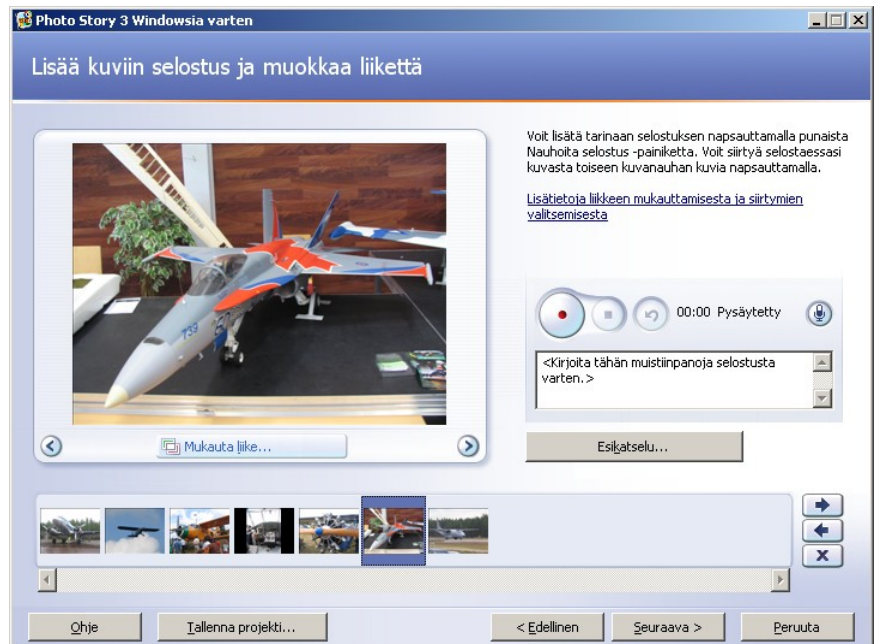 Photo Story 3 Windowsia varten
Lisää kuviin selostus ja muokkaa liikettä
Voit lisätä tarinaan selostuksen napsauttamalla punaista
Nauhoita selostus -painiketta. Voit siirtyä selostaessasi
kuvasta toiseen kuvanauhan kuvia napsauttamalla.
Lisätietoja liikkeen mukauttamisesta ja siirtymien
valitsemisesta
739
00:00 Pysäytetty
<Kirjoita tähän muistiinpanoja selostusta
varten.>
Mukauta liike...
Esikatselu...
Ohje
Tallenna projekti...
< Edellinen
Seuraava >
Peruuta